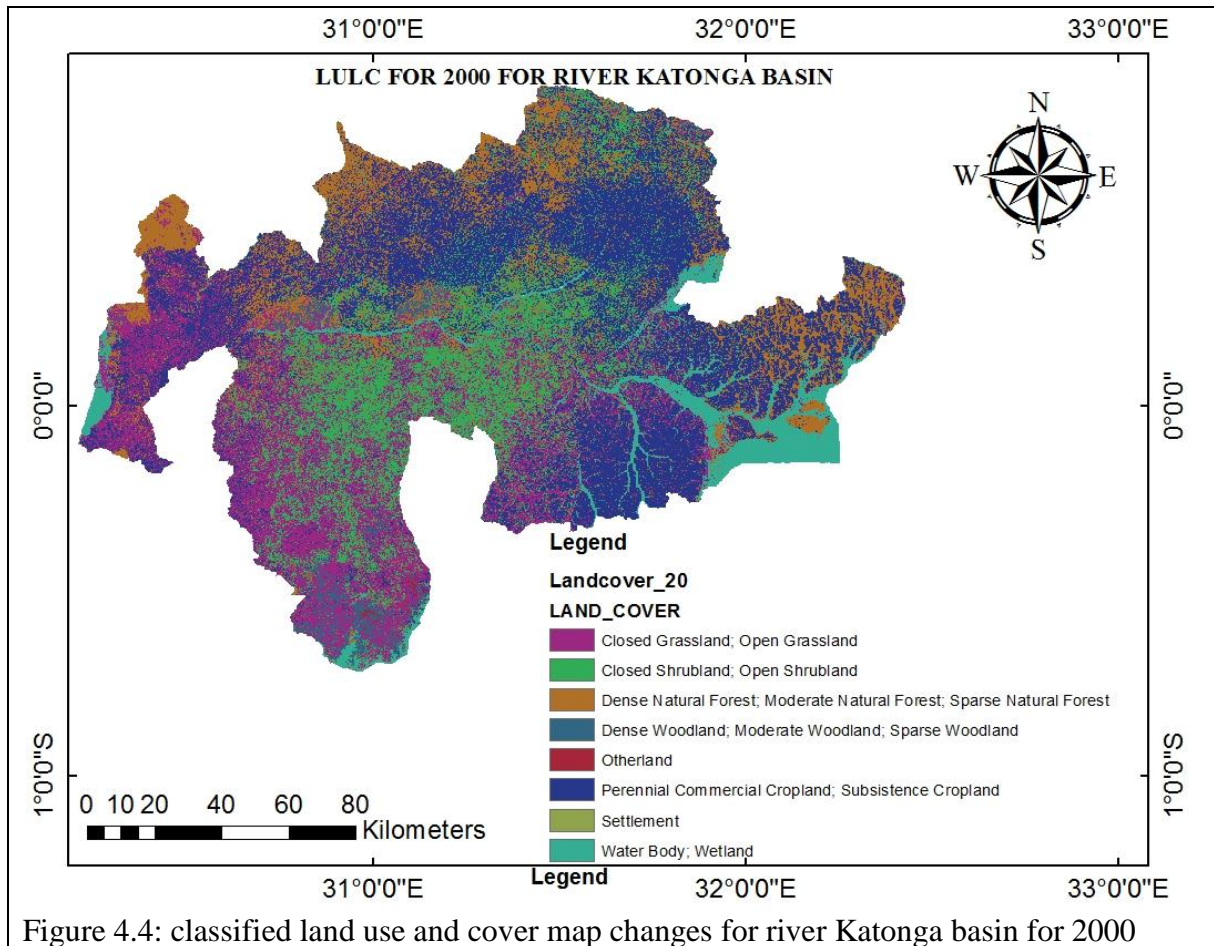 31°0'0"E 32°0'0"E 33°0'0"E
LULC FOR 2000 FOR RIVER KATONGA BASIN
N
W E
S
0°0'0" 0°0'0"
Legend
Landcover_20
LAND_COVER
Closed Grassland; Open Grassland
Closed Shrubland; Open Shrubland
Dense Natural Forest; Moderate Natural Forest; Sparse Natural Forest
Dense Woodland; Moderate Woodland; Sparse Woodland
Otherland
Perennial Commercial Cropland; Subsistence Cropland
Settlement
Water Body; Wetland
Legend
1°0'0"S 1°0'0"S
0 10 20 40 60 80
Kilometers
31°0'0"E 32°0'0"E 33°0'0"E
Figure 4.4: classified land use and cover map changes for river Katonga basin for 2000